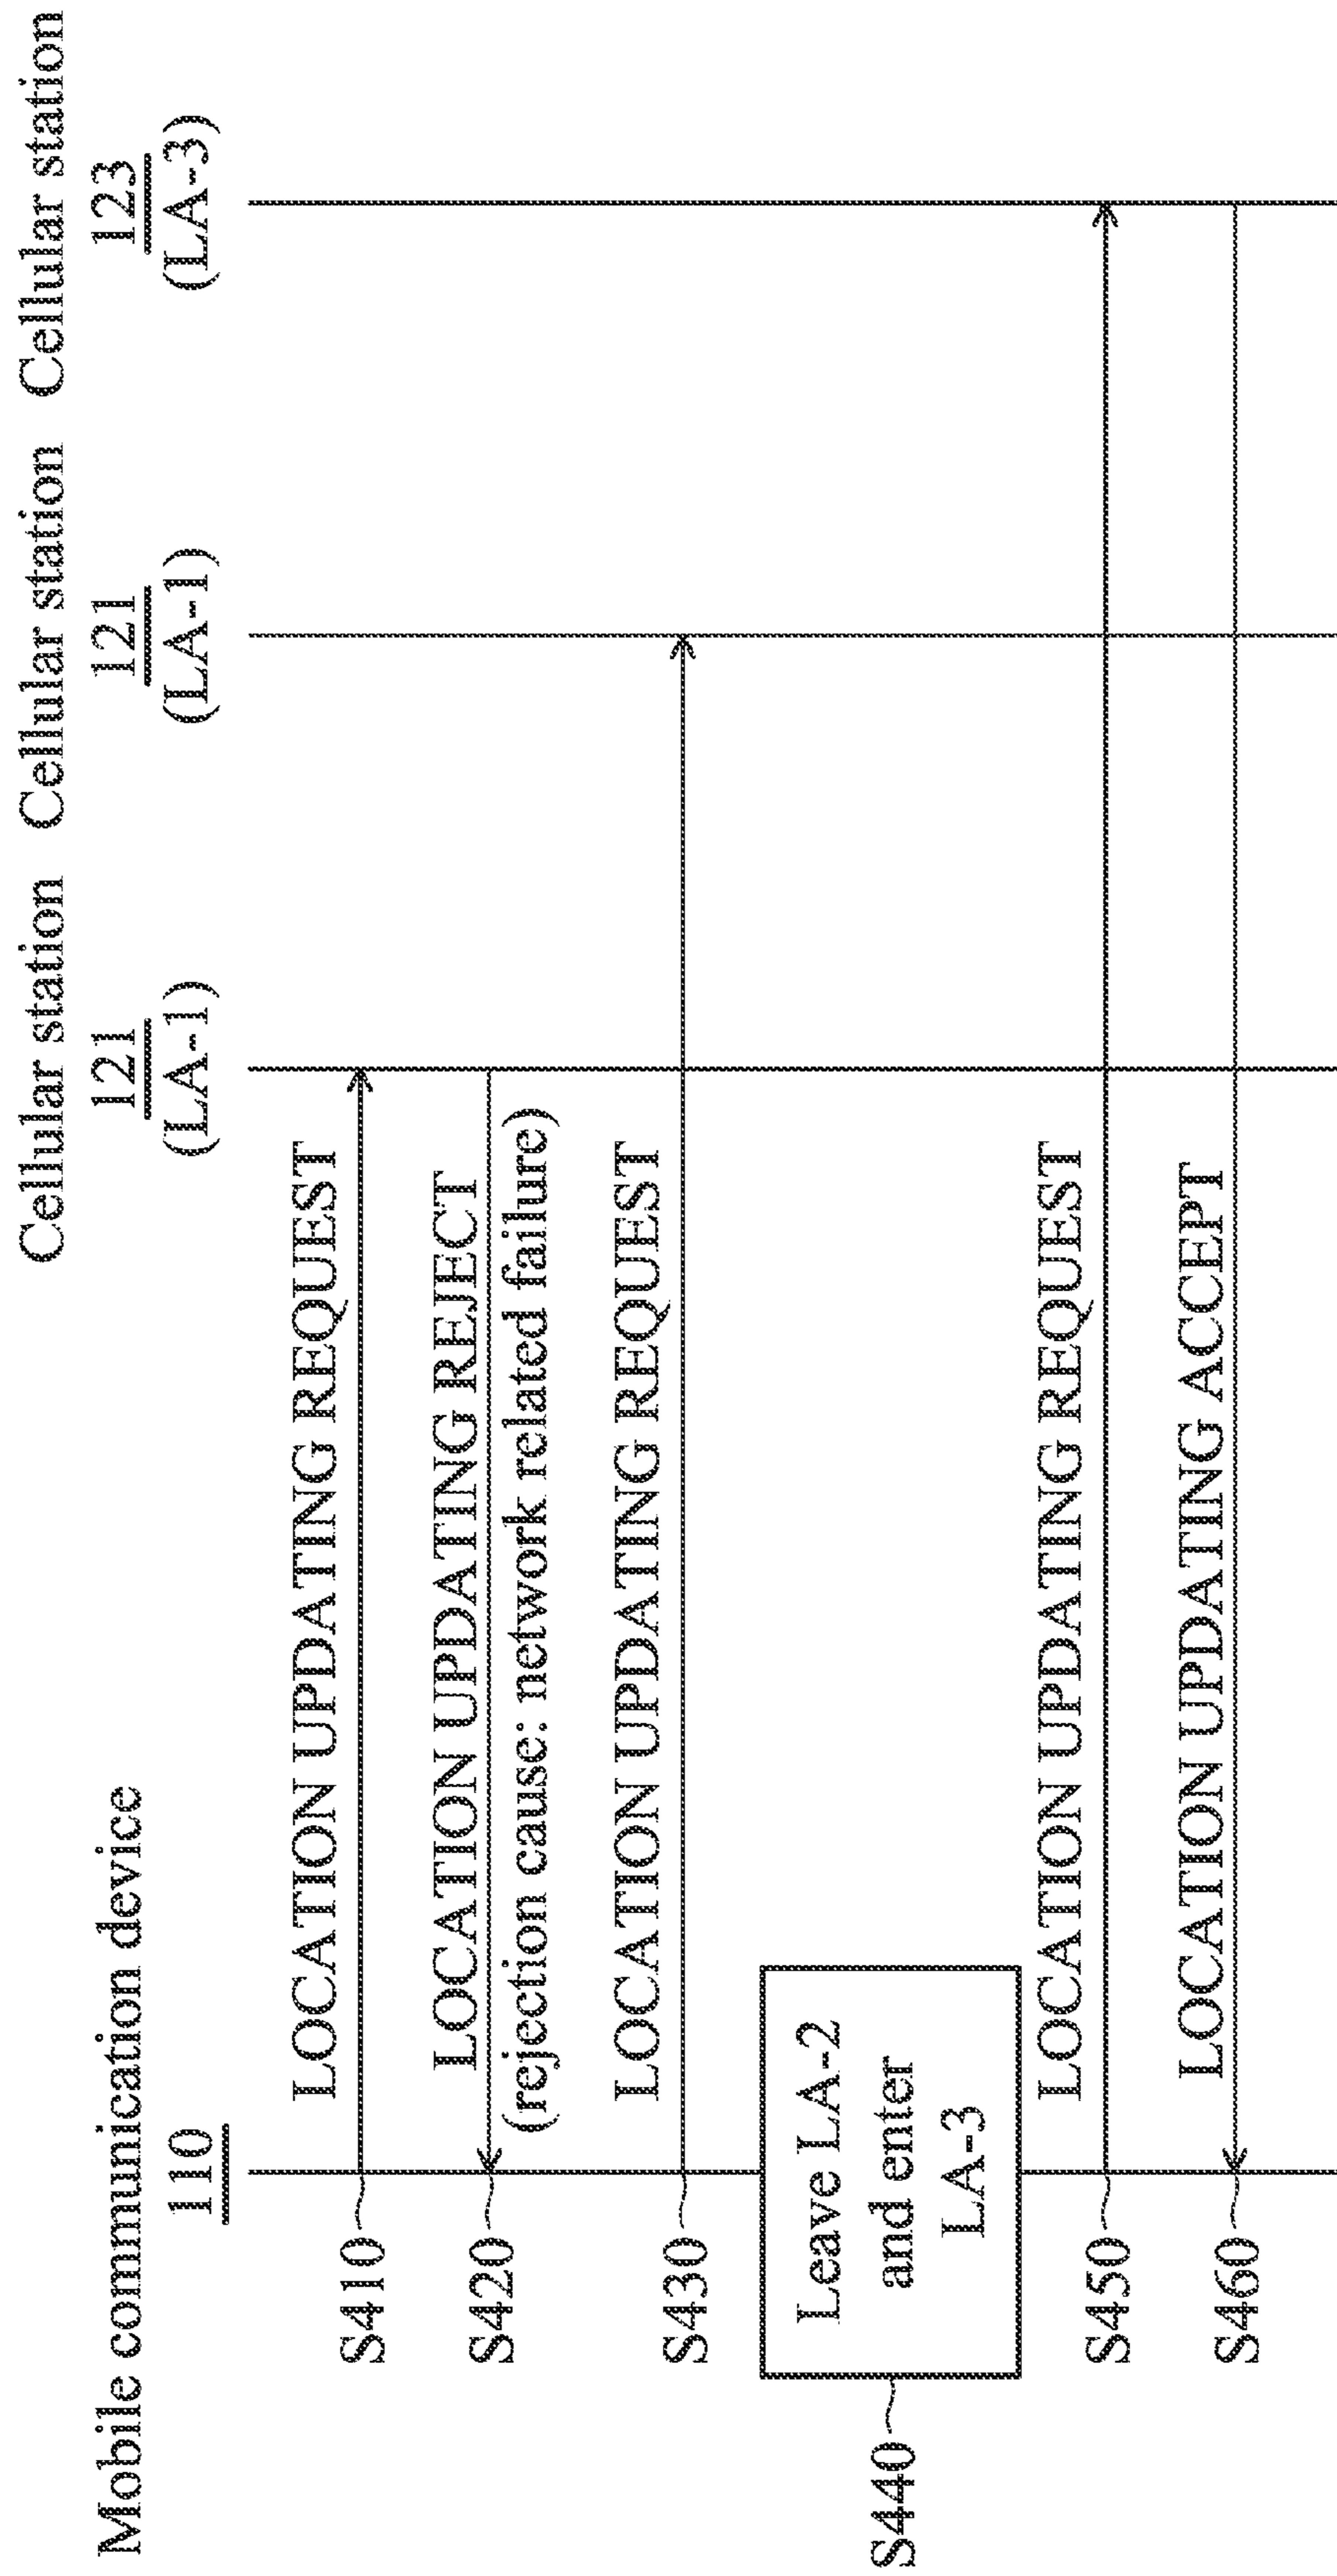 Mobile communication device
110
Cellular station
121
(LA-1)
Cellular station
121
(LA-1)
Cellular station
123
(LA-3)
S410
LOCATION UPDATING REQUEST
S420
LOCATION UPDATING REJECT
(rejection cause: network related failure)
S430
LOCATION UPDATING REQUEST
S440
Leave LA-2
and enter
LA-3
S450
LOCATION UPDATING REQUEST
S460
LOCATION UPDATING ACCEPT